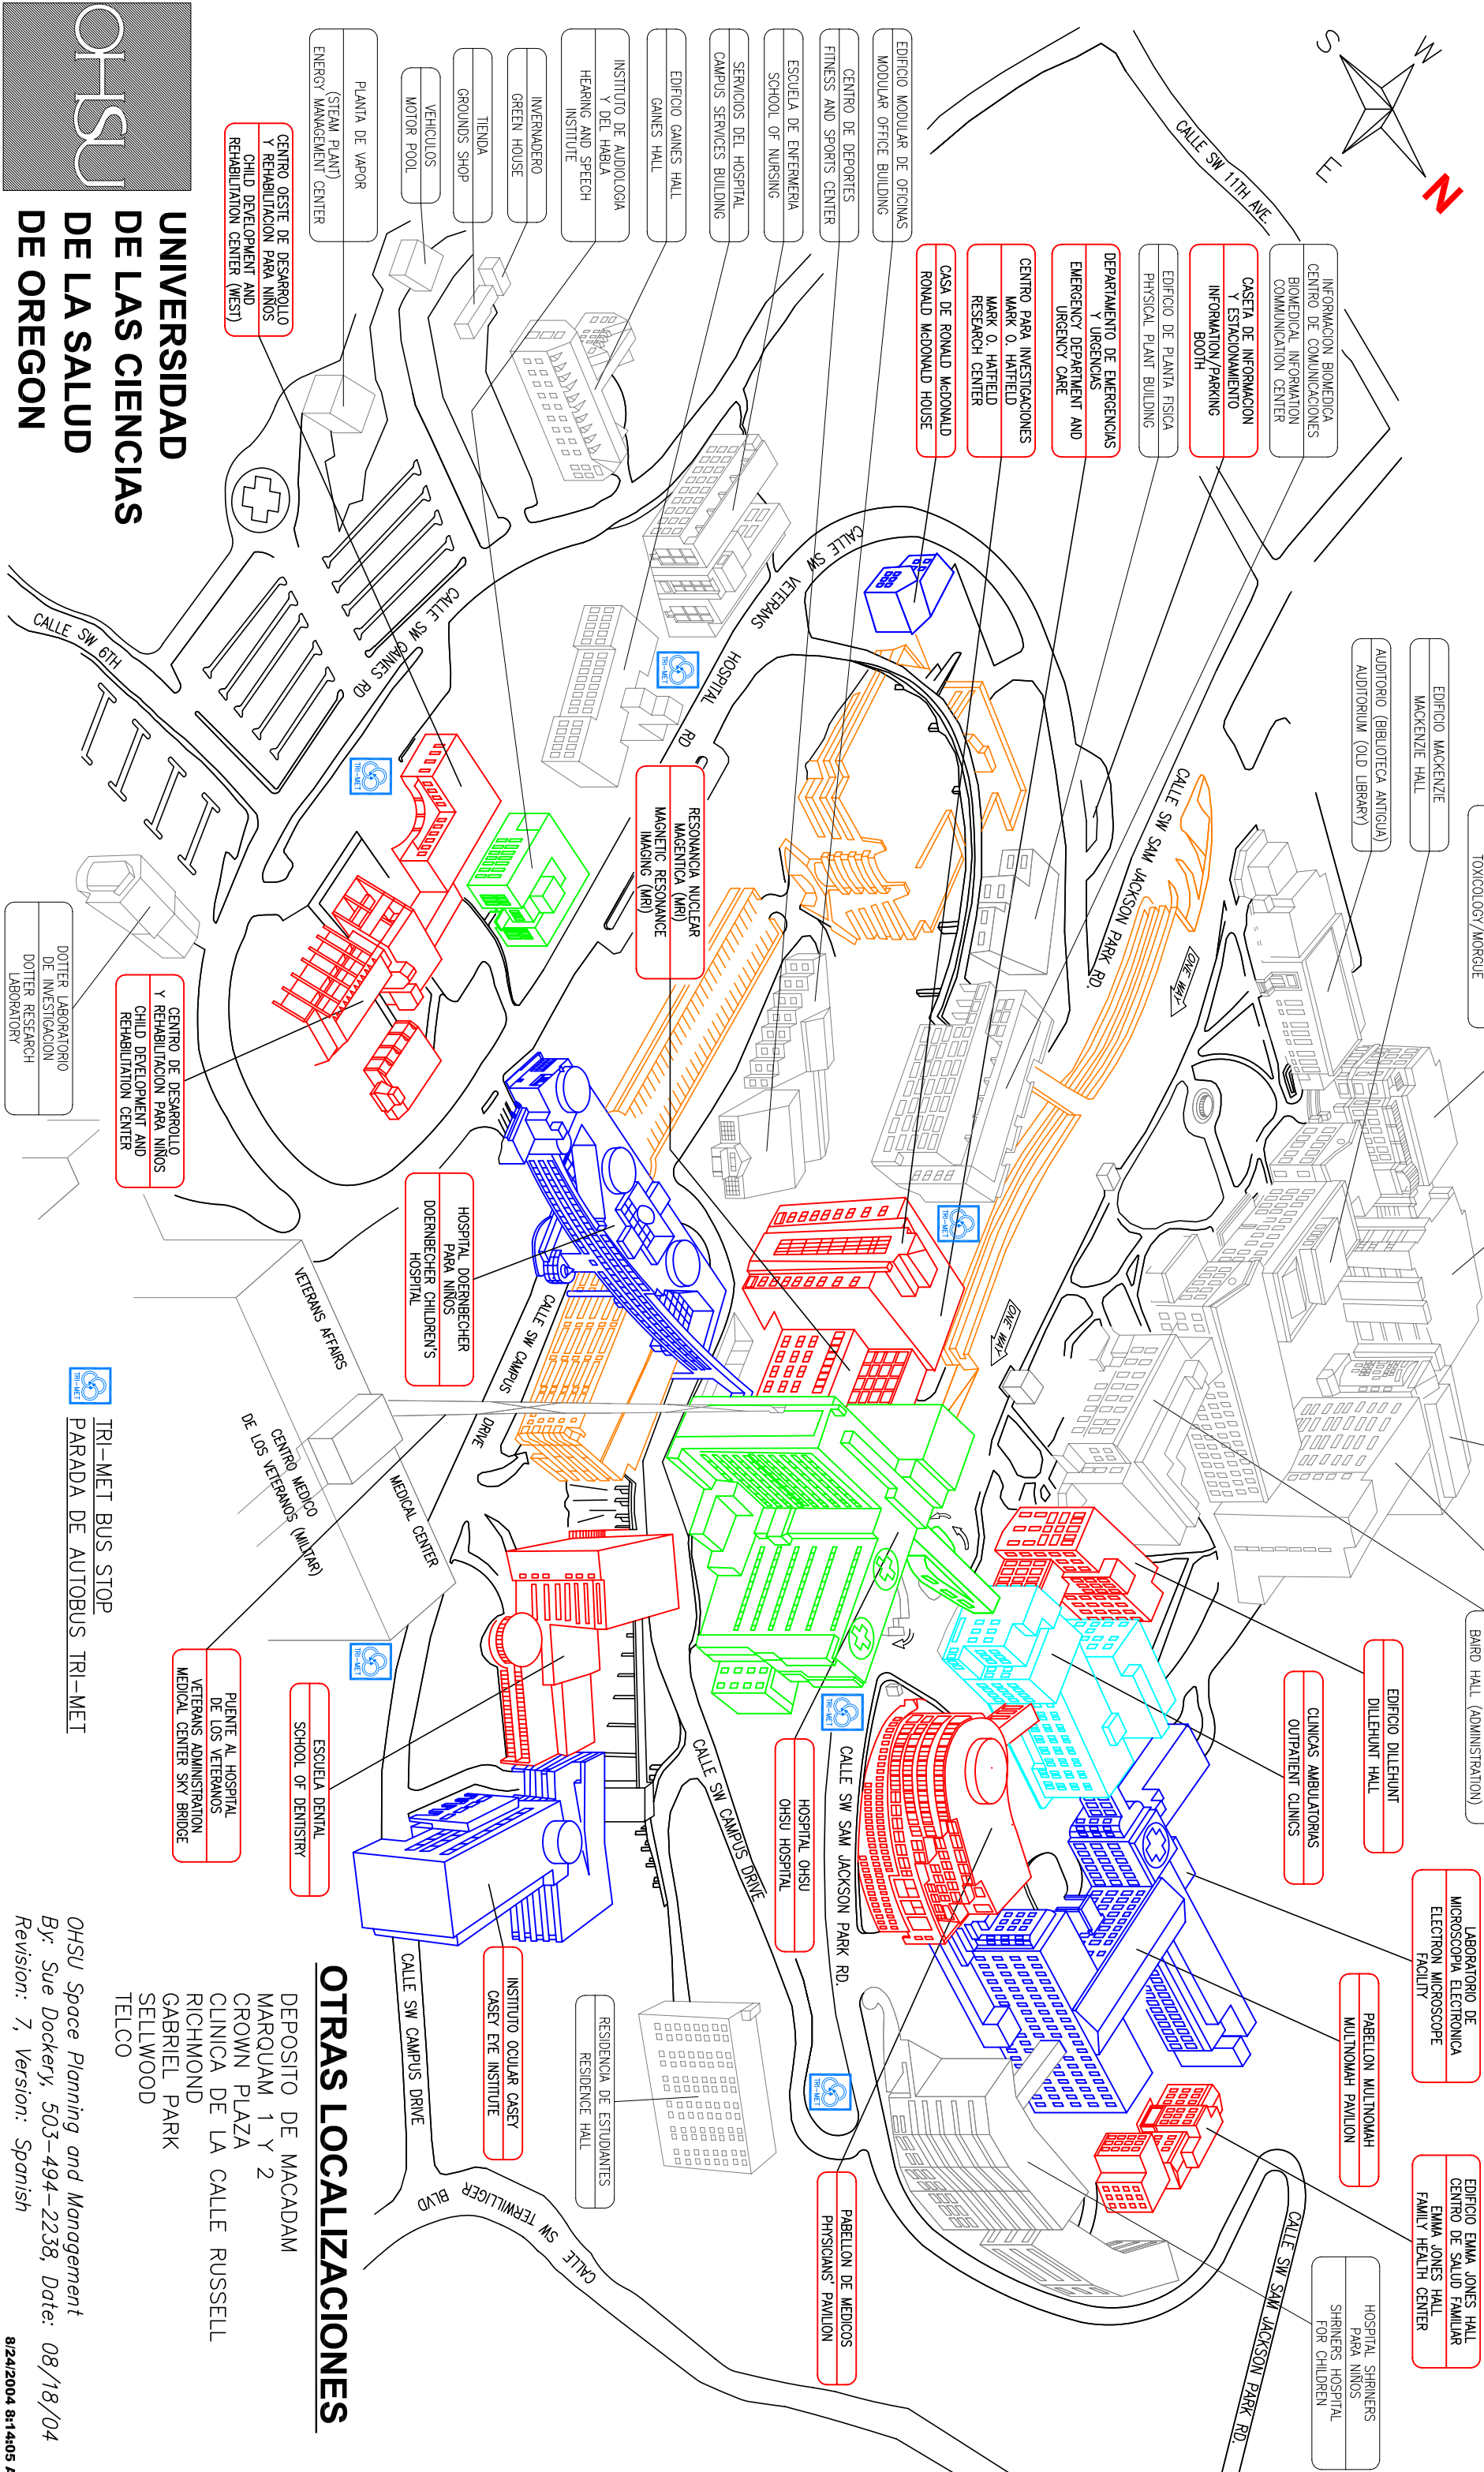 OHSU
UNIVERSIDAD
DE LAS CIENCIAS
DE LA SALUD
DE OREGON
S
W
E
N
CALLE SW 11TH AVE.
INFORMACION BIOMEDICA
CENTRO DE COMUNICACIONES
BIOMEDICAL INFORMATION
COMMUNICATION CENTER
CASETA DE INFORMACION
Y ESTACIONAMIENTO
INFORMATION/PARKING
BOOTH
EDIFICIO DE PLANTA FISICA
PHYSICAL PLANT BUILDING
DEPARTAMENTO DE EMERGENCIAS
Y URGENCIAS
EMERGENCY DEPARTMENT AND
URGENCY CARE
CENTRO PARA INVESTIGACIONES
MARK O. HATFIELD
MARK O. HATFIELD
RESEARCH CENTER
CASA DE RONALD McDONALD
RONALD McDONALD HOUSE
EDIFICIO MODULAR DE OFICINAS
MODULAR OFFICE BUILDING
CENTRO DE DEPORTES
FITNESS AND SPORTS CENTER
ESCUELA DE ENFERMERIA
SCHOOL OF NURSING
SERVICIOS DEL HOSPITAL
CAMPUS SERVICES BUILDING
EDIFICIO GAINES HALL
GAINES HALL
INSTITUTO DE AUDIOLOGIA
Y DEL HABLA
HEARING AND SPEECH
INSTITUTE
INVERNADERO
GREEN HOUSE
TIENDA
GROUNDS SHOP
VEHICULOS
MOTOR POOL
PLANTA DE VAPOR
(STEAM PLANT)
ENERGY MANAGEMENT CENTER
CENTRO OESTE DE DESARROLLO
Y REHABILITACION PARA NIÑOS
CHILD DEVELOPMENT AND
REHABILITATION CENTER (WEST)
TOXICOLOGY/MORGUE
EDIFICIO MACKENZIE
MACKENZIE HALL
AUDITORIO (BIBLIOTECA ANTIGUA)
AUDITORIUM (OLD LIBRARY)
CALLE SW SAM JACKSON PARK RD.
ONE WAY
ONE WAY
CALLE SW VETERANS HOSPITAL RD
CALLE SW GAINES RD
CALLE SW 6TH
TRI-MET
TRI-MET
TRI-MET
TRI-MET
TRI-MET
TRI-MET
RESONANCIA NUCLEAR
MAGENTICA (MRI)
MAGNETIC RESONANCE
IMAGING (MRI)
DOTTER LABORATORIO
DE INVESTIGACION
DOTTER RESEARCH
LABORATORY
CENTRO DE DESARROLLO
Y REHABILITACION PARA NIÑOS
CHILD DEVELOPMENT AND
REHABILITATION CENTER
HOSPITAL DOERNBECHER
PARA NIÑOS
DOERNBECHER CHILDREN'S
HOSPITAL
CALLE SW CAMPUS DRIVE
VETERANS AFFAIRS
MEDICAL CENTER
CENTRO MEDICO
DE LOS VETERANOS (MILITAR)
TRI-MET
TRI-MET BUS STOP
PARADA DE AUTOBUS TRI-MET
BAIRD HALL (ADMINISTRATION)
EDIFICIO DILLEHUNT
DILLEHUNT HALL
CLINICAS AMBULATORIAS
OUTPATIENT CLINICS
LABORATORIO DE
MICROSCOPIA ELECTRONICA
ELECTRON MICROSCOPE
FACILITY
PABELLON MULTNOMAH
MULTNOMAH PAVILION
EDIFICIO EMMA JONES HALL
CENTRO DE SALUD FAMILIAR
EMMA JONES HALL
FAMILY HEALTH CENTER
HOSPITAL SHRINERS
PARA NIÑOS
SHRINERS HOSPITAL
FOR CHILDREN
CALLE SW SAM JACKSON PARK RD.
CALLE SW SAM JACKSON PARK RD.
HOSPITAL OHSU
OHSU HOSPITAL
PABELLON DE MEDICOS
PHYSICIANS' PAVILION
CALLE SW CAMPUS DRIVE
RESIDENCIA DE ESTUDIANTES
RESIDENCE HALL
INSTITUTO OCULAR CASEY
CASEY EYE INSTITUTE
ESCUELA DENTAL
SCHOOL OF DENTISTRY
PUENTE AL HOSPITAL
DE LOS VETERANOS
VETERANS ADMINISTRATION
MEDICAL CENTER SKY BRIDGE
CALLE SW CAMPUS DRIVE
CALLE SW TERWILLIGER BLVD
OTRAS LOCALIZACIONES
DEPOSITO DE MACADAM
MARQUAM 1 Y 2
CROWN PLAZA
CLINICA DE LA CALLE RUSSELL
RICHMOND
GABRIEL PARK
SELLWOOD
TELCO
OHSU Space Planning and Management
By: Sue Dockery, 503-494-2238, Date: 08/18/04
Revision: 7, Version: Spanish
8/24/2004 8:14:05 A